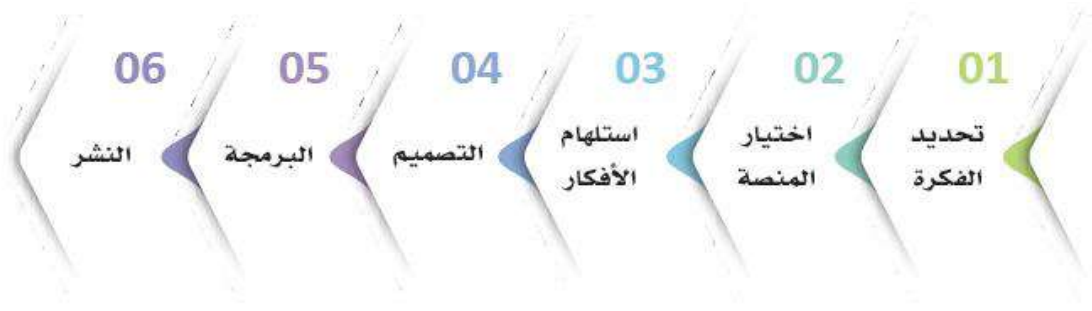 01
تحديد
الفكرة
02
اختيار
المنصة
03
استلهام
الأفكار
04
التصميم
05
البرمجة
06
النشر